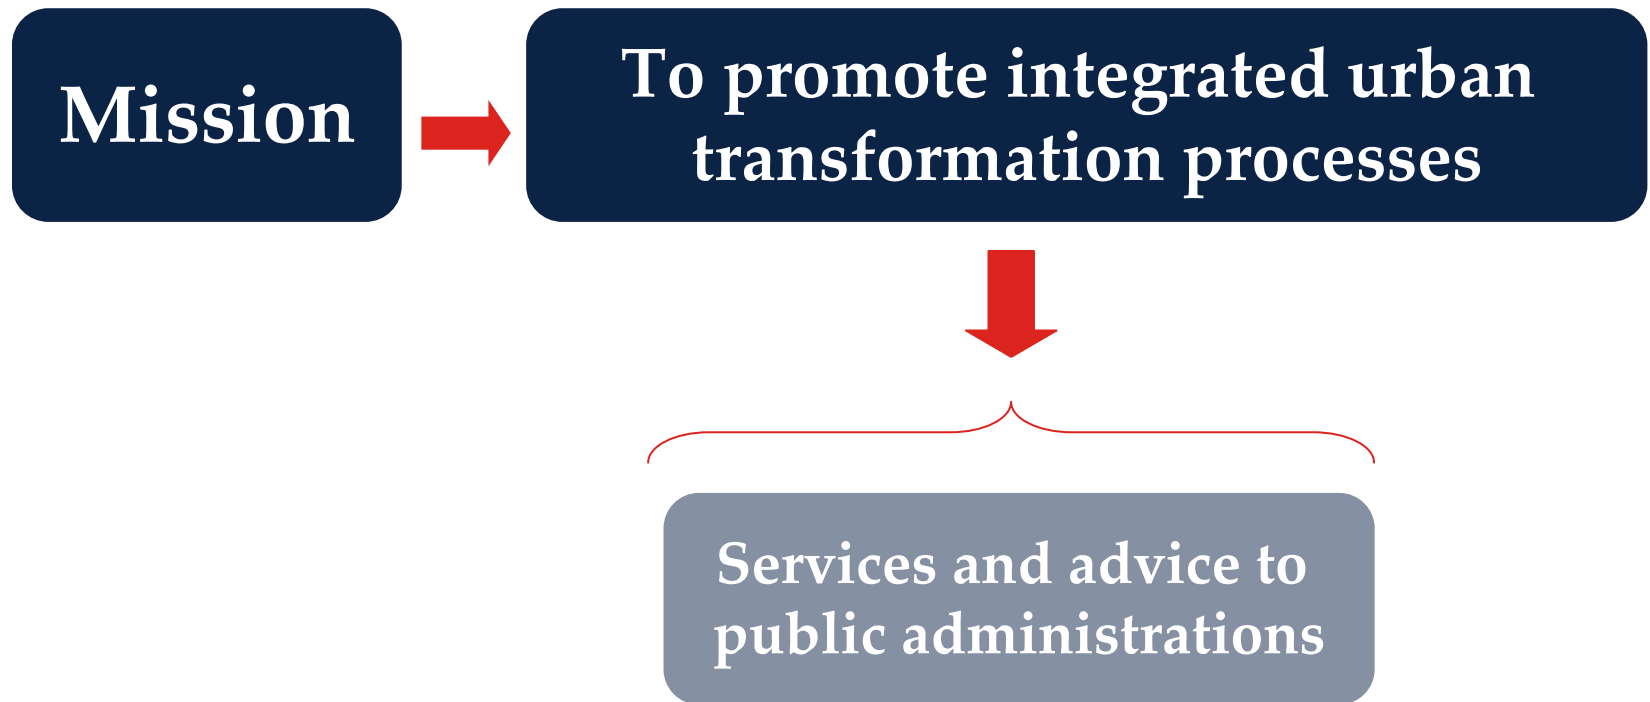 Mission
To promote integrated urban
transformation processes
Services and advice to
public administrations